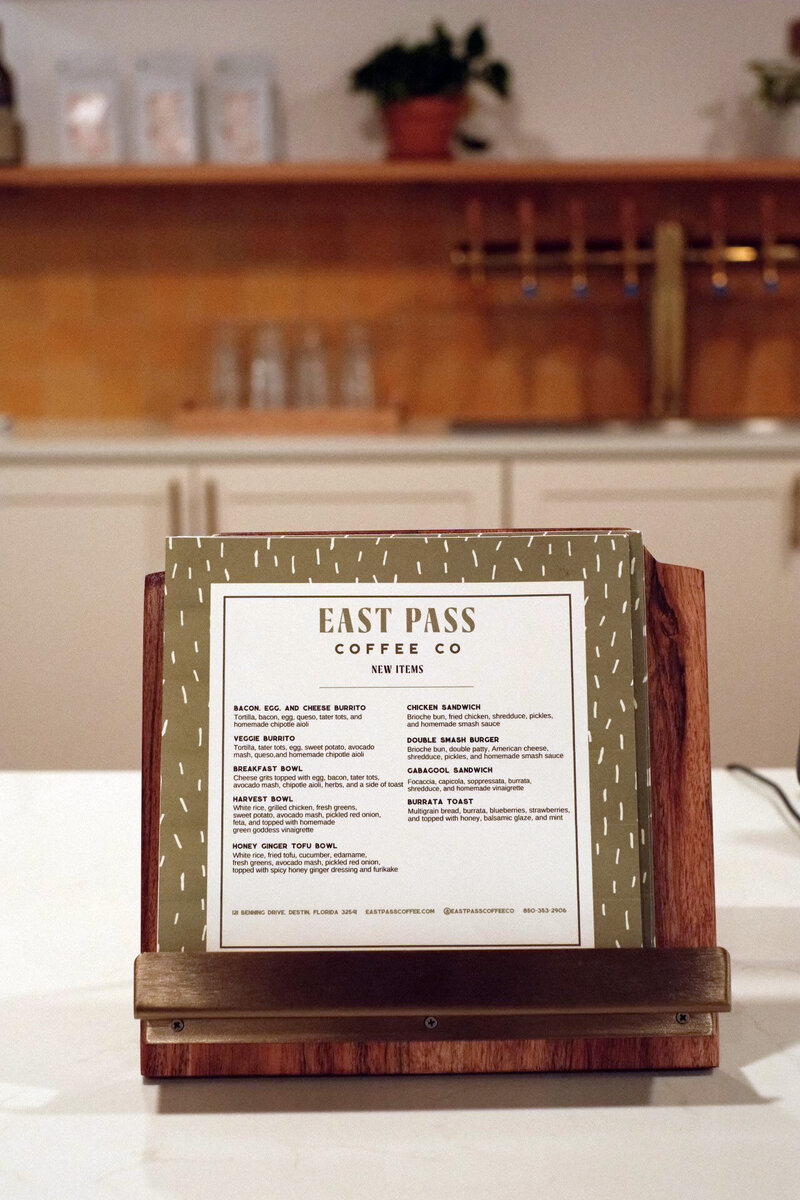 EAST PASS
COFFEE CO
NEW ITEMS
BACON, EGG, AND CHEESE BURRITO
Tortilla, bacon, egg, queso, tater tots, and
homemade chipotle aioli
VEGGIE BURRITO
Tortilla, tater tots, egg, sweet potato, avocado
mash, queso,and homemade chipotle aioli
BREAKFAST BOWL
Cheese grits topped with egg, bacon, tater tots,
avocado mash, chipotle aioli, herbs, and a side of toast
HARVEST BOWL
White rice, grilled chicken, fresh greens,
sweet potato, avocado mash, pickled red onion,
feta, and topped with homemade
green goddess vinaigrette
HONEY GINGER TOFU BOWL
White rice, fried tofu, cucumber, edamame,
fresh greens, avocado mash, pickled red onion,
topped with spicy honey ginger dressing and furikake
CHICKEN SANDWICH
Brioche bun, fried chicken, shredduce, pickles,
and homemade smash sauce
DOUBLE SMASH BURGER
Brioche bun, double patty, American cheese,
shredduce, pickles, and homemade smash sauce
GABAGOOL SANDWICH
Focaccia, capicola, soppressata, burrata,
shredduce, and homemade vinaigrette
BURRATA TOAST
Multigrain bread, burrata, blueberries, strawberries,
and topped with honey, balsamic glaze, and mint
121 BENNING DRIVE, DESTIN, FLORIDA 32541 EASTPASSCOFFEE.COM @EASTPASSCOFFEECO 850-353-2906